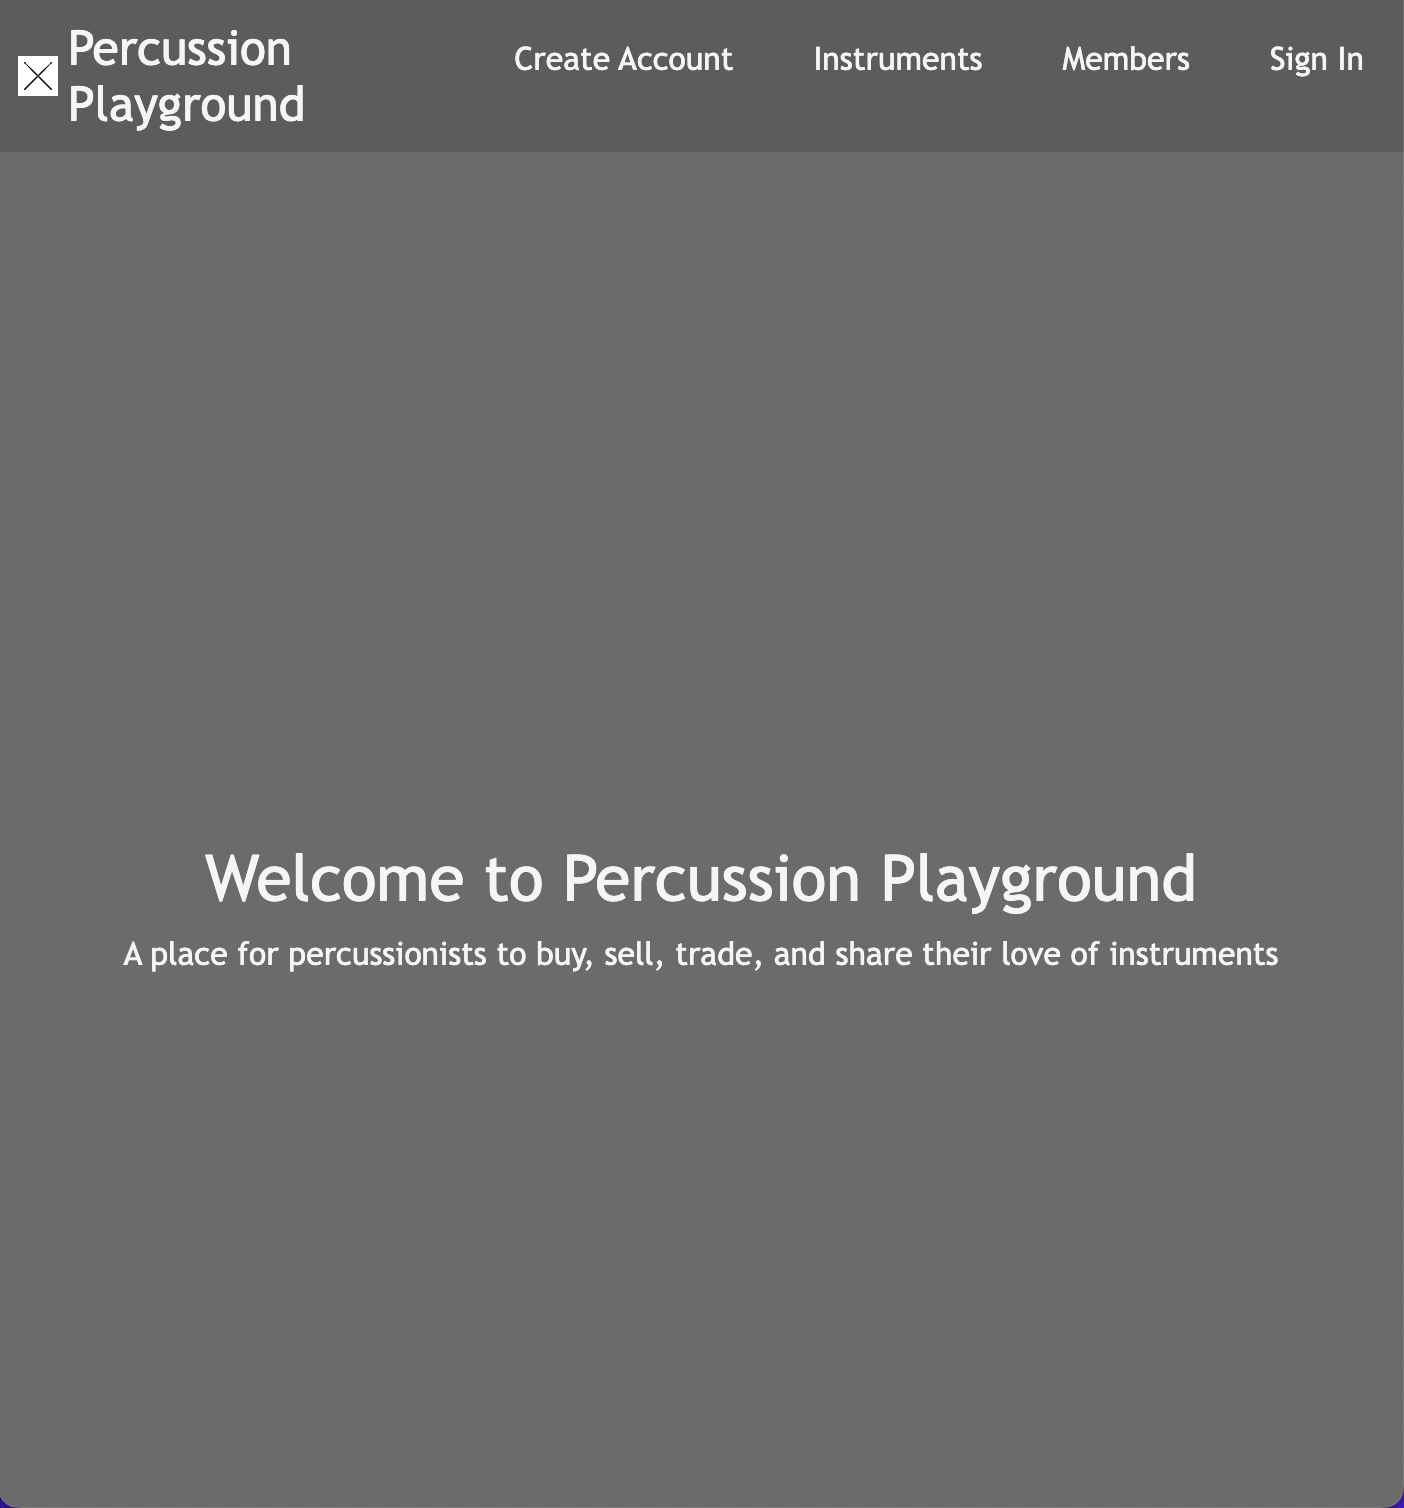 Percussion
Playground
Create Account
Instruments
Members
Sign In
Welcome to Percussion Playground
A place for percussionists to buy, sell, trade, and share their love of instruments